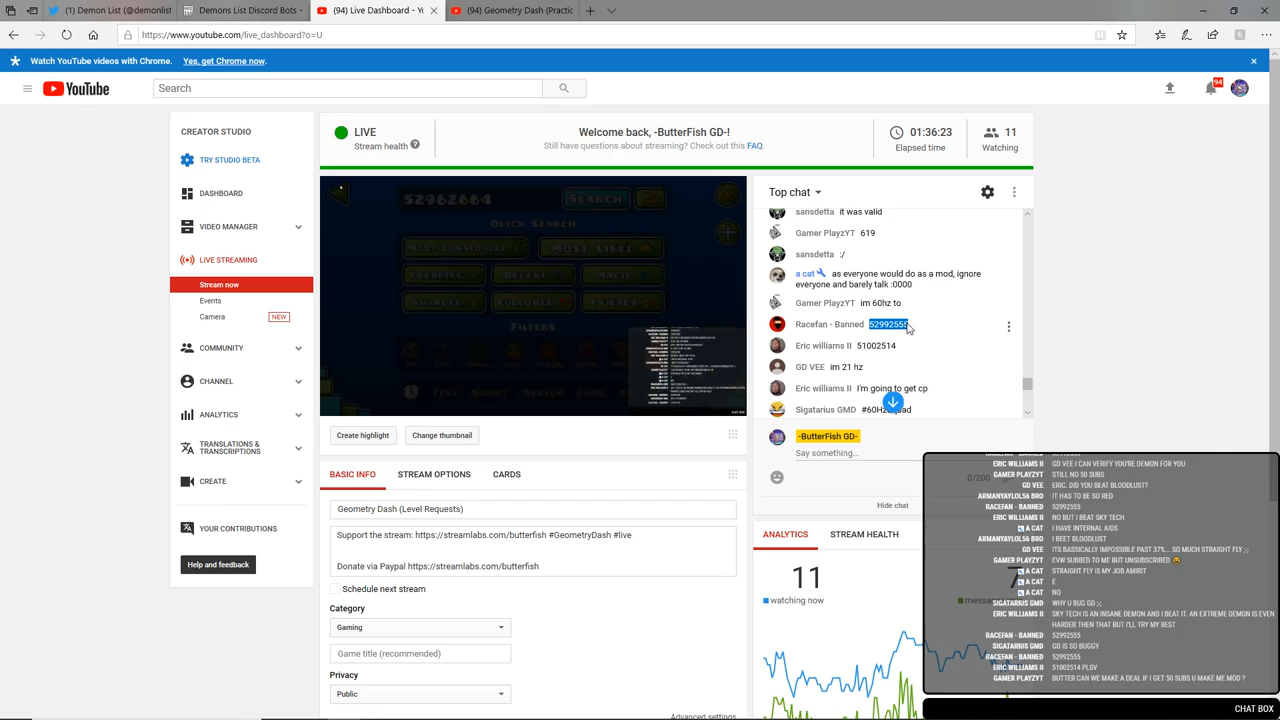 (1) Demon List (@demonlist
Demons List Discord Bots -
(94) Live Dashboard - Y
(94) Geometry Dash (Practic
https://www.youtube.com/live_dashboard?o=U
Watch YouTube videos with Chrome. Yes, get Chrome now.
YouTube
Search
94
CREATOR STUDIO
TRY STUDIO BETA
DASHBOARD
VIDEO MANAGER
LIVE STREAMING
Stream now
Events
Camera
NEW
COMMUNITY
CHANNEL
ANALYTICS
TRANSLATIONS &
TRANSCRIPTIONS
CREATE
YOUR CONTRIBUTIONS
Help and feedback
LIVE
Stream health
Welcome back, -ButterFish GD-!
Still have questions about streaming? Check out this FAQ.
01:36:23
Elapsed time
11
Watching
52962664
Search
Quick Search
Most Liked
Trending
Recent
Friends
Filters
Create highlight
Change thumbnail
BASIC INFO
STREAM OPTIONS
CARDS
Geometry Dash (Level Requests)
Support the stream: https://streamlabs.com/butterfish #GeometryDash #live
Donate via Paypal https://streamlabs.com/butterfish
Schedule next stream
Category
Gaming
Game title (recommended)
Privacy
Public
Advanced settings
Top chat
sansdetta it was valid
Gamer PlayzYT 619
sansdetta :/
a cat as everyone would do as a mod, ignore
everyone and barely talk :0000
Gamer PlayzYT im 60hz to
Racefan - Banned 52992555
Eric williams II 51002514
GD VEE im 21 hz
Eric williams II I'm going to get cp
Sigatarius GMD
-ButterFish GD-
Say something...
0/200
Hide chat
ANALYTICS
STREAM HEALTH
11
watching now
ERIC WILLIAMS II GD VEE I CAN VERIFY YOU'RE DEMON FOR YOU
GAMER PLAYZYT STILL NO 50 SUBS
GD VEE ERIC. DID YOU BEAT BLOODLUST?
ARMANYAYLOL56 BRO IT HAS TO BE SO RED
RACEFAN - BANNED 52992555
ERIC WILLIAMS II NO BUT I BEAT SKY TECH
A CAT I HAVE INTERNAL AIDS
ARMANYAYLOL56 BRO I BEET BLOODLUST
GD VEE ITS BASSICALLY IMPOSSIBLE PAST 37%... SO MUCH STRAIGHT FLY ; ;
GAMER PLAYZYT EVW SUBBED TO ME BUT UNSUBSCRIBED
A CAT STRAIGHT FLY IS MY JOB AMIRIT
A CAT E
A CAT NO
SIGATARIUS GMD WHY U BUG GD ;-;
ERIC WILLIAMS II SKY TECH IS AN INSANE DEMON AND I BEAT IT. AN EXTREME DEMON IS EVEN
HARDER THEN THAT BUT I'LL TRY MY BEST
RACEFAN - BANNED 52992555
SIGATARIUS GMD GD IS SO BUGGY
RACEFAN - BANNED 52992555
ERIC WILLIAMS II 51002514 PLSV
GAMER PLAYZYT BUTTER CAN WE MAKE A DEAL IF I GET 50 SUBS U MAKE ME MOD ?
CHAT BOX